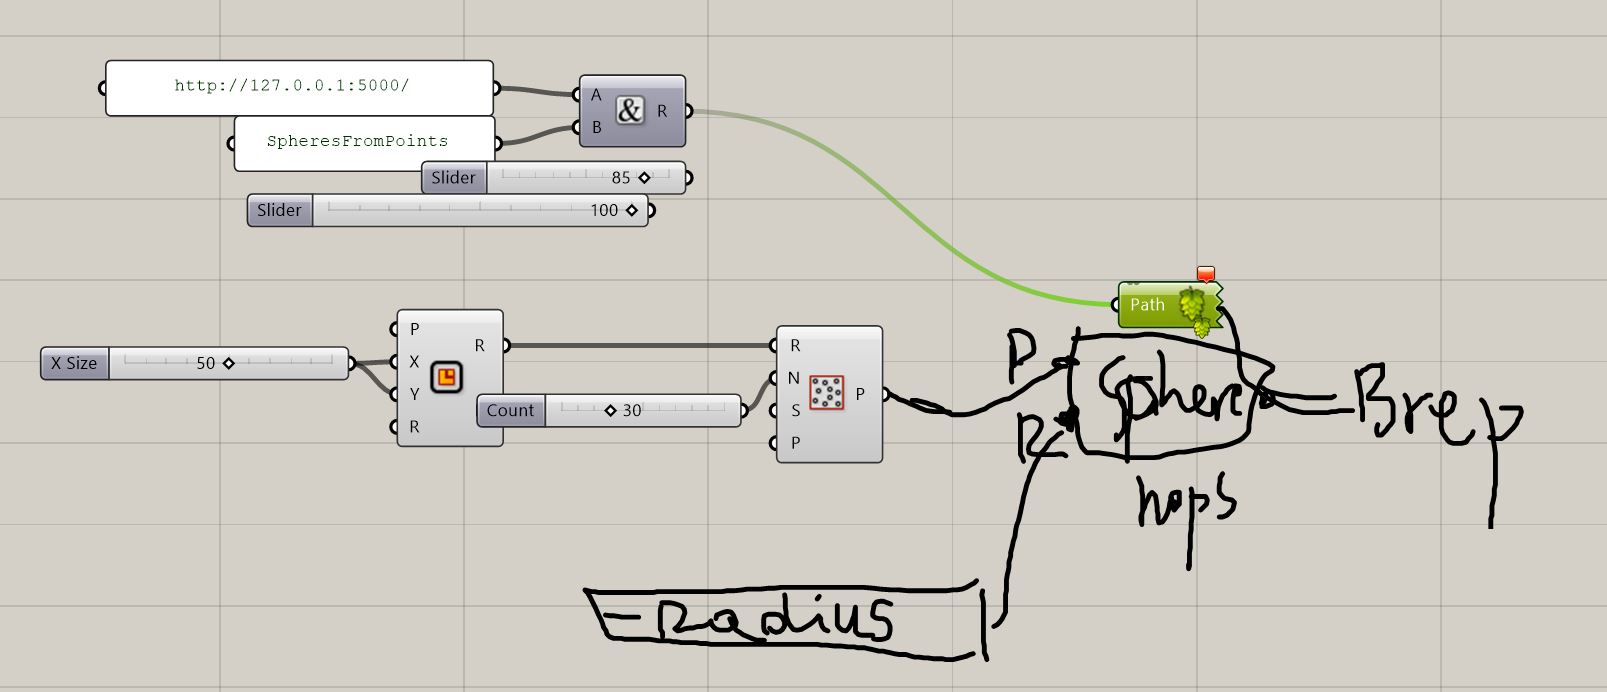 http://127.0.0.1:5000/
A
&
R
B
SpheresFromPoints
Slider 85
Slider 100
Path
P
X
Y
R
R
X Size 50
Count 30
R
N
S
P
P
P
R
Sphere
hops
Brep
Radius